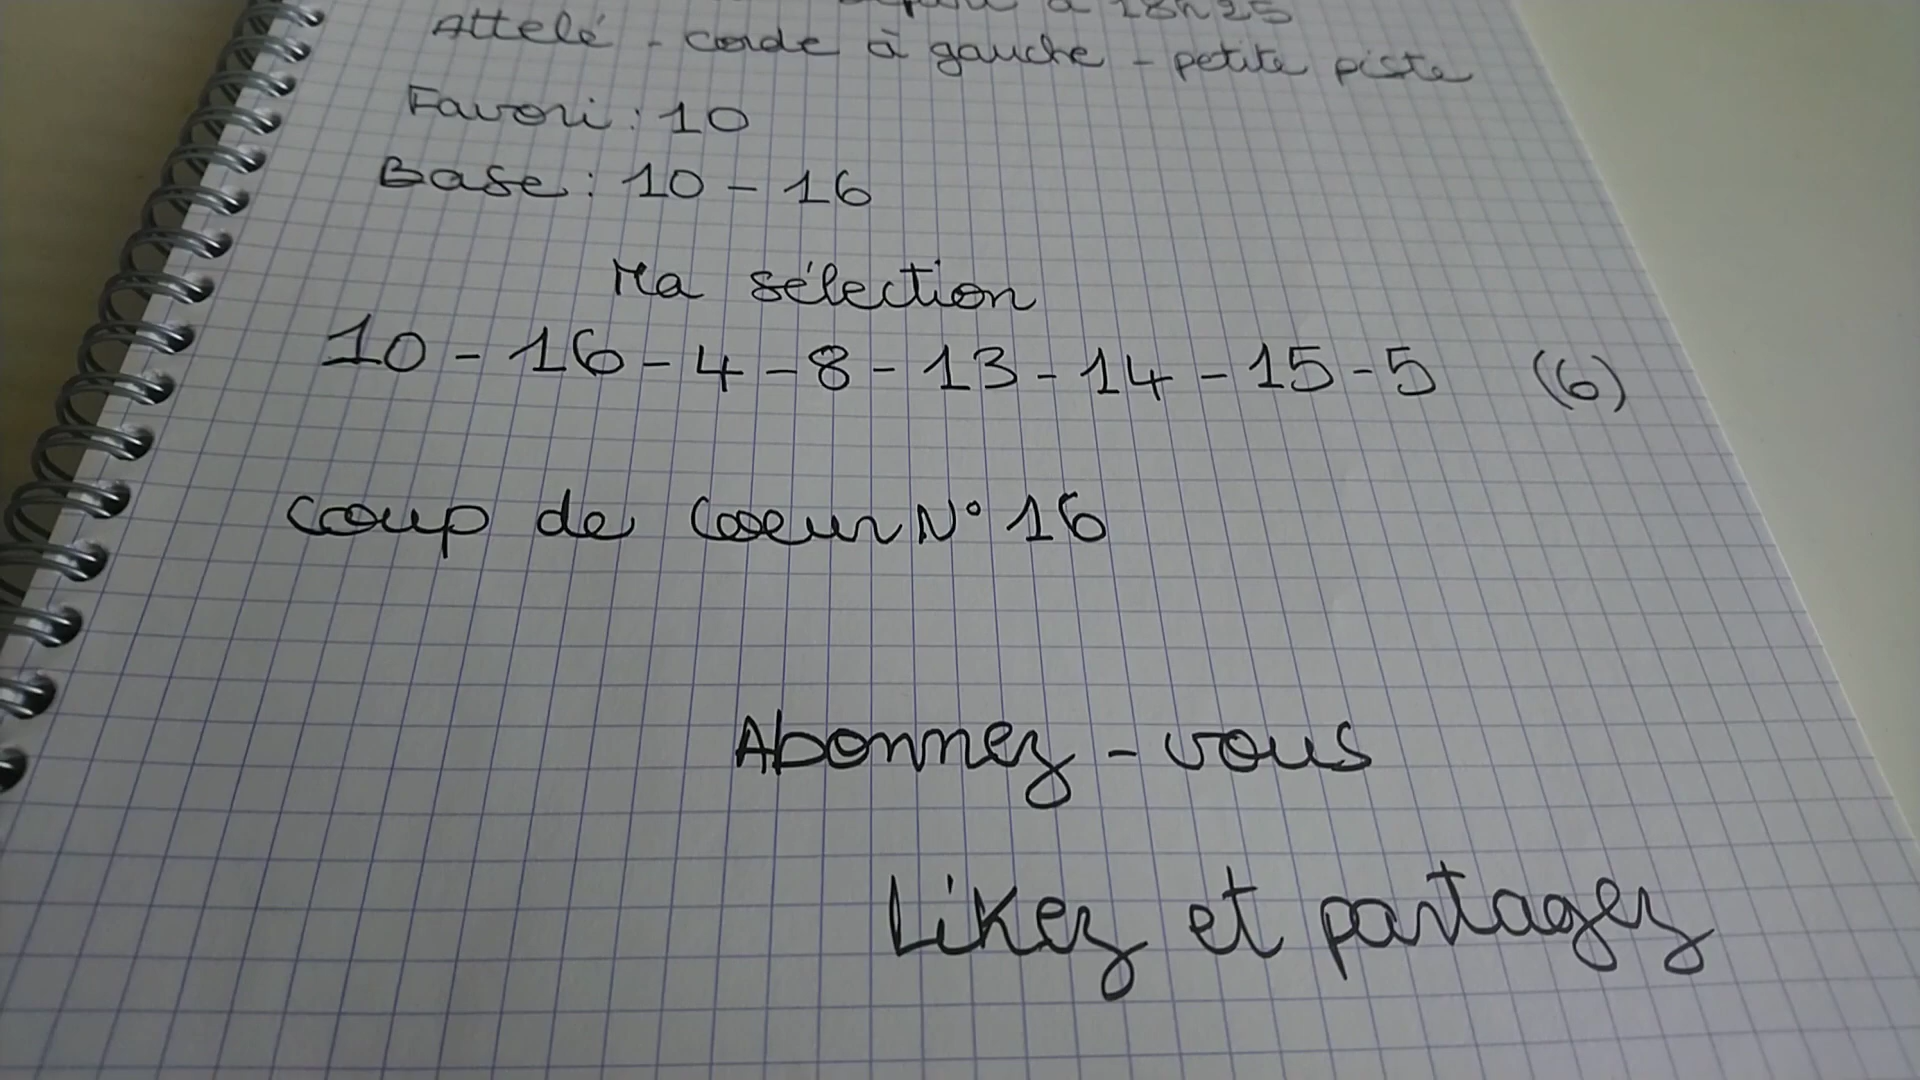 à 18h25
Attelé - corde à gauche - petite piste
Favori : 10
Base : 10 - 16
Ma sélection
10 - 16 - 4 - 8 - 13 - 14 - 15 - 5 (6)
Coup de Coeur N° 16
Abonnez - vous
Likez et partagez